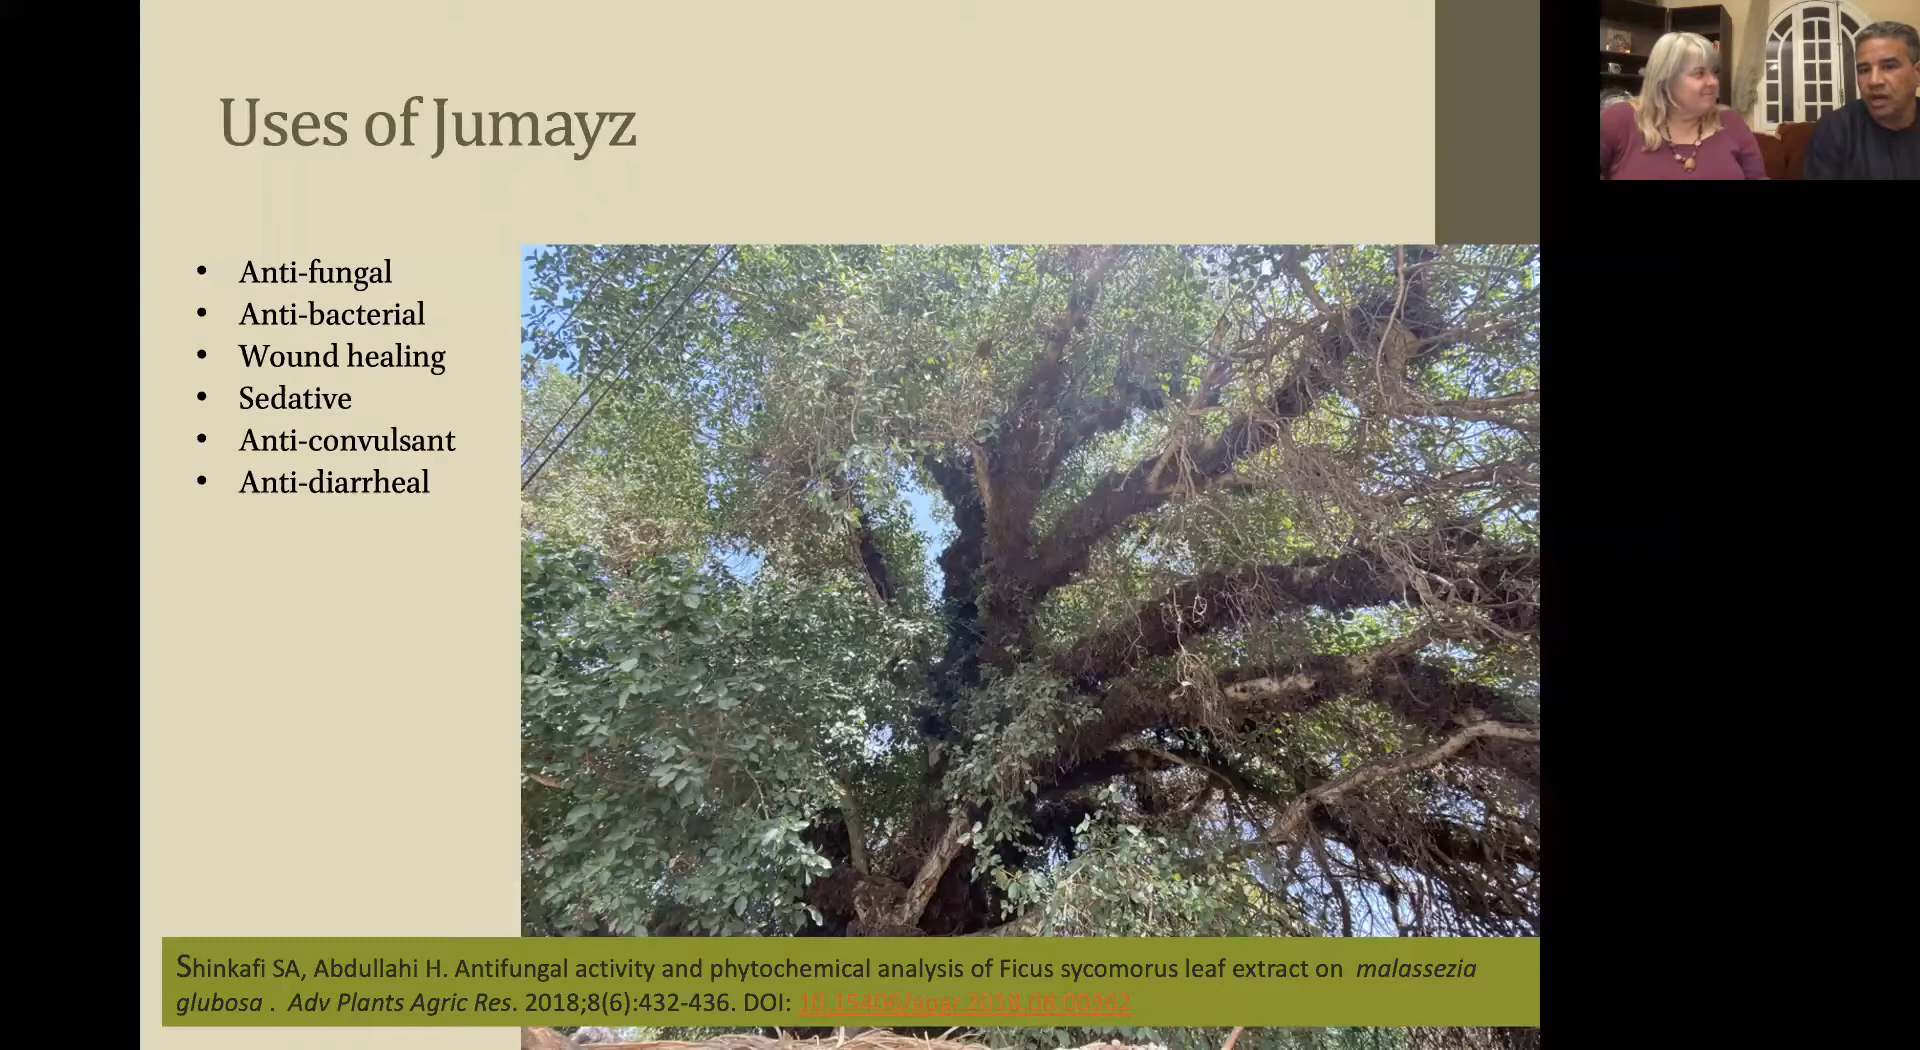 Uses of Jumayz
• Anti-fungal
• Anti-bacterial
• Wound healing
• Sedative
• Anti-convulsant
• Anti-diarrheal
Shinkafi SA, Abdullahi H. Antifungal activity and phytochemical analysis of Ficus sycomorus leaf extract on malassezia
glubosa . Adv Plants Agric Res. 2018;8(6):432-436. DOI: 10.15406/apar.2018.08.00362